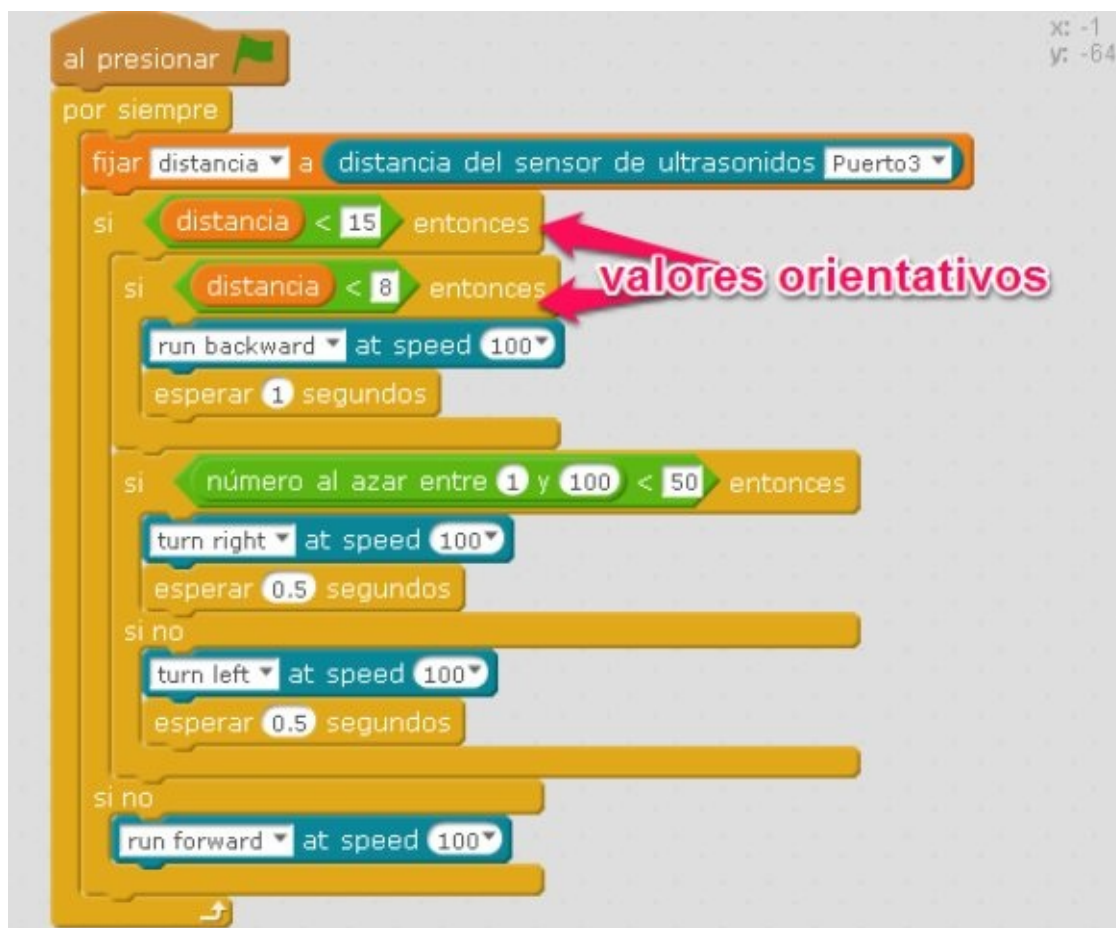 x: -1
y: -64
al presionar
por siempre
fijar distancia a distancia del sensor de ultrasonidos Puerto3
si distancia < 15 entonces
si distancia < 8 entonces
valores orientativos
run backward at speed 100
esperar 1 segundos
si número al azar entre 1 y 100 < 50 entonces
turn right at speed 100
esperar 0.5 segundos
si no
turn left at speed 100
esperar 0.5 segundos
si no
run forward at speed 100